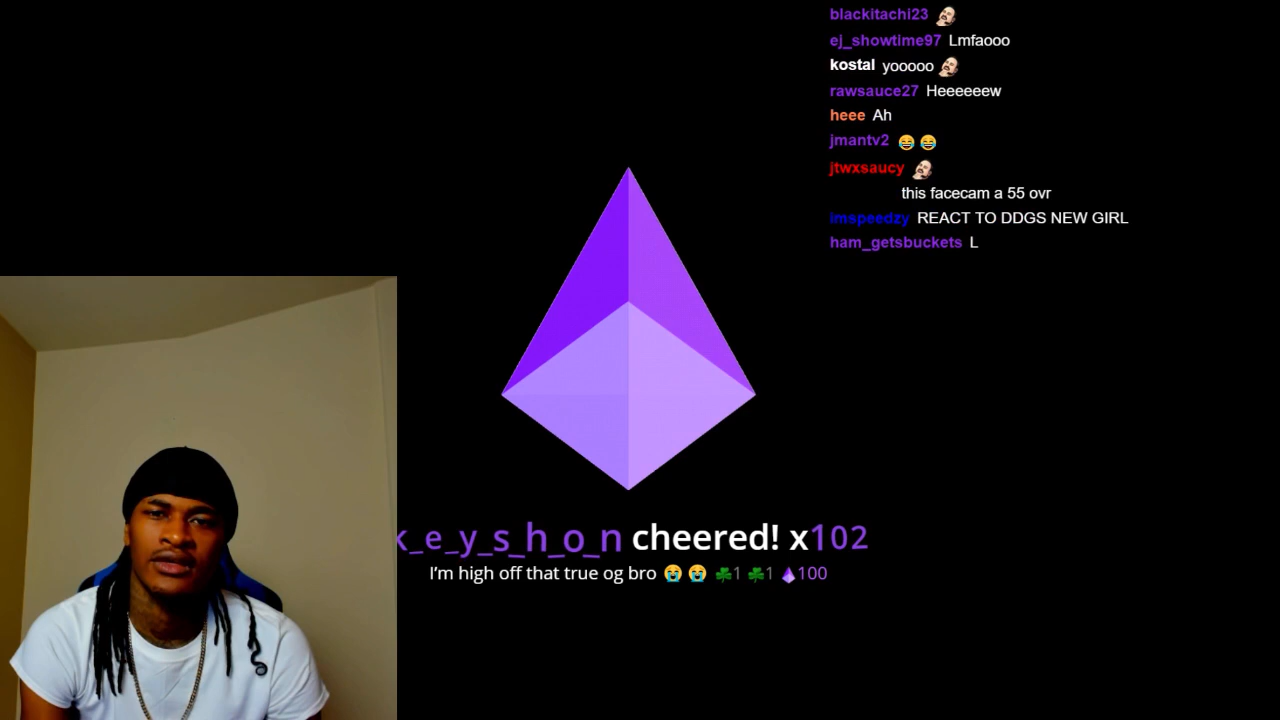 blackitachi23
ej_showtime97 Lmfaooo
kostal yooooo
rawsauce27 Heeeeeew
heee Ah
jmantv2 😂 😂
jtwxsaucy
this facecam a 55 ovr
imspeedzy REACT TO DDGS NEW GIRL
ham_getsbuckets L
k_e_y_s_h_o_n cheered! x102
I'm high off that true og bro 😭 😭 ☘1 ☘1 100